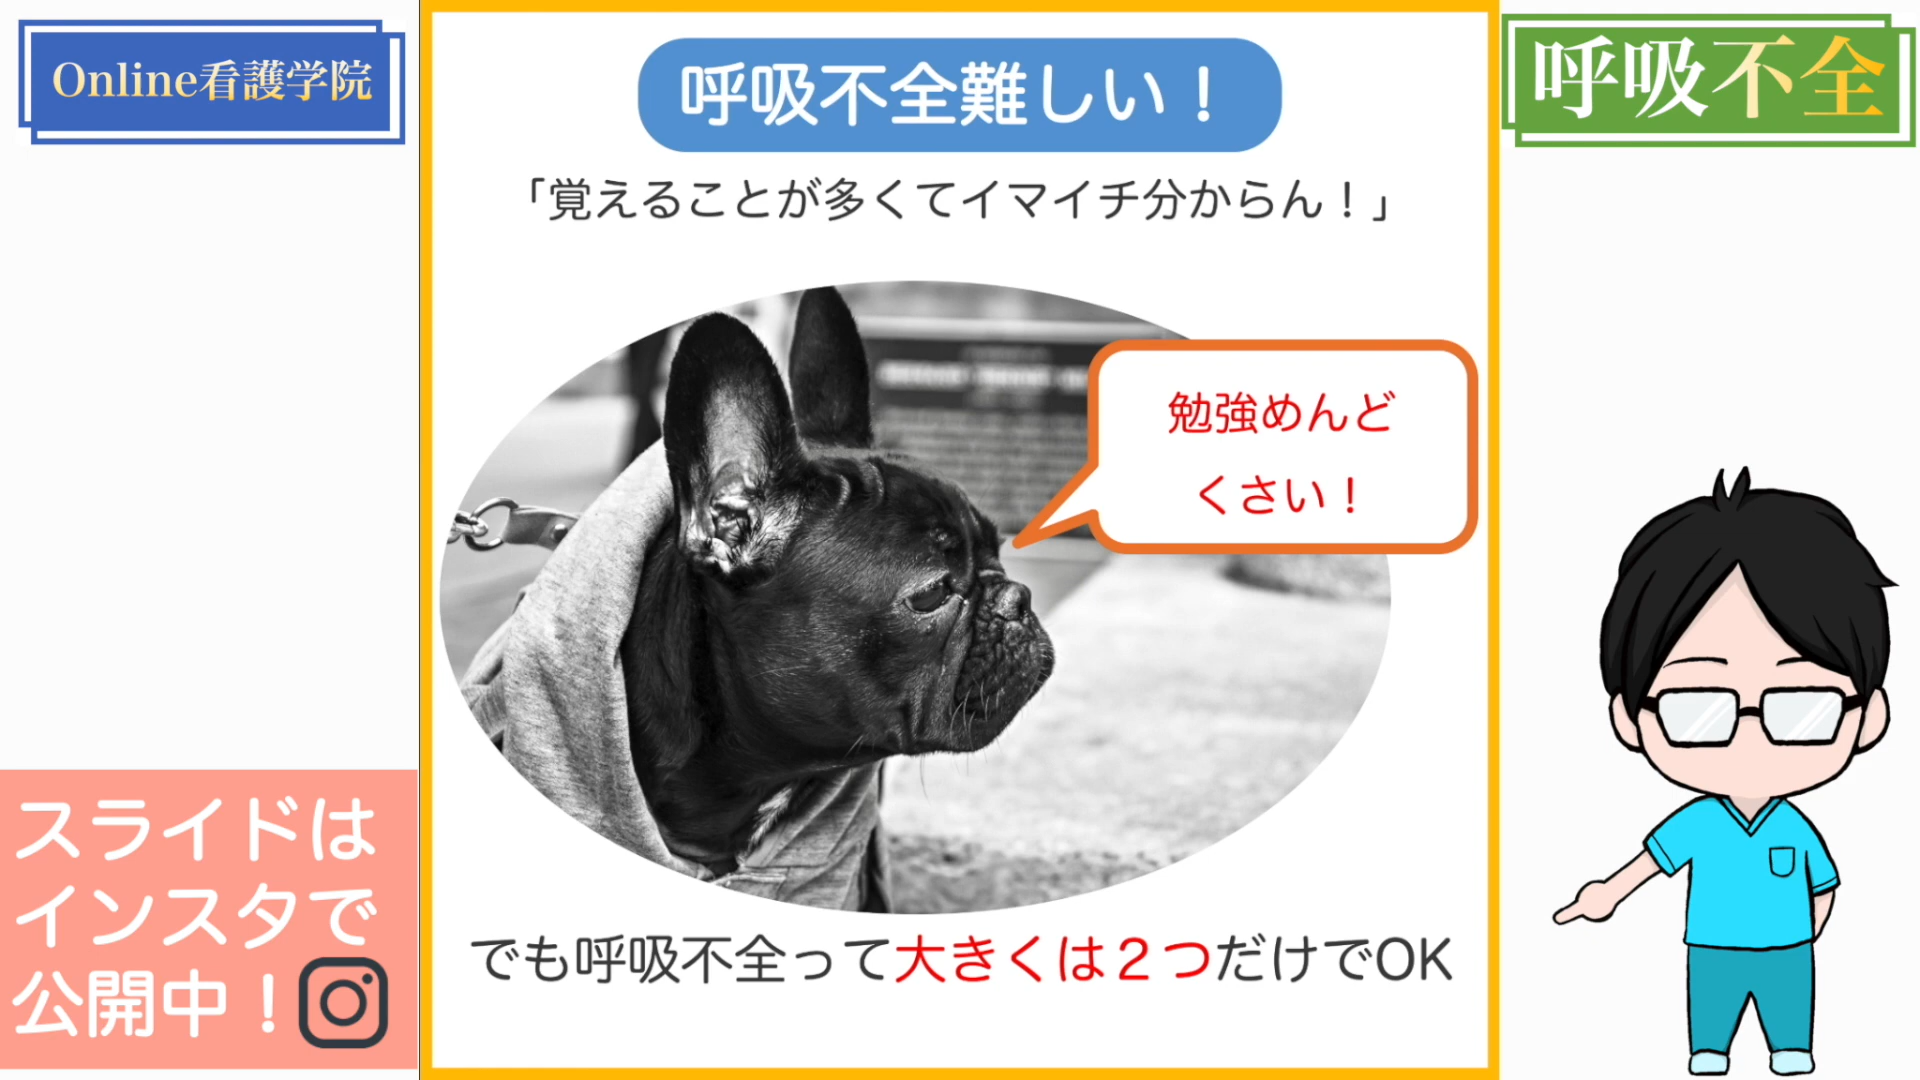 Online看護学院
呼吸不全難しい！
呼吸不全
「覚えることが多くてイマイチ分からん！」
勉強めんど
くさい！
でも呼吸不全って大きくは２つだけでOK
スライドは
インスタで
公開中！